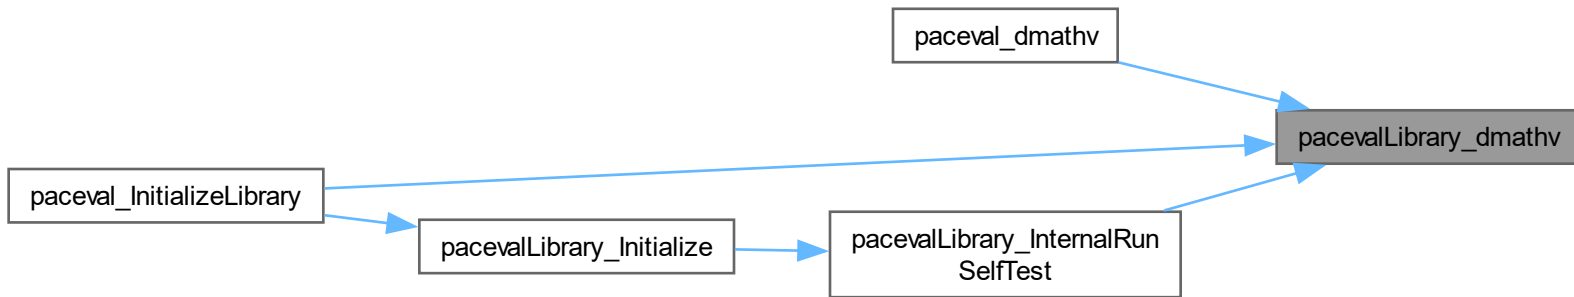 paceval_dmathv
pacevalLibrary_dmathv
paceval_InitializeLibrary
pacevalLibrary_Initialize
pacevalLibrary_InternalRun
SelfTest